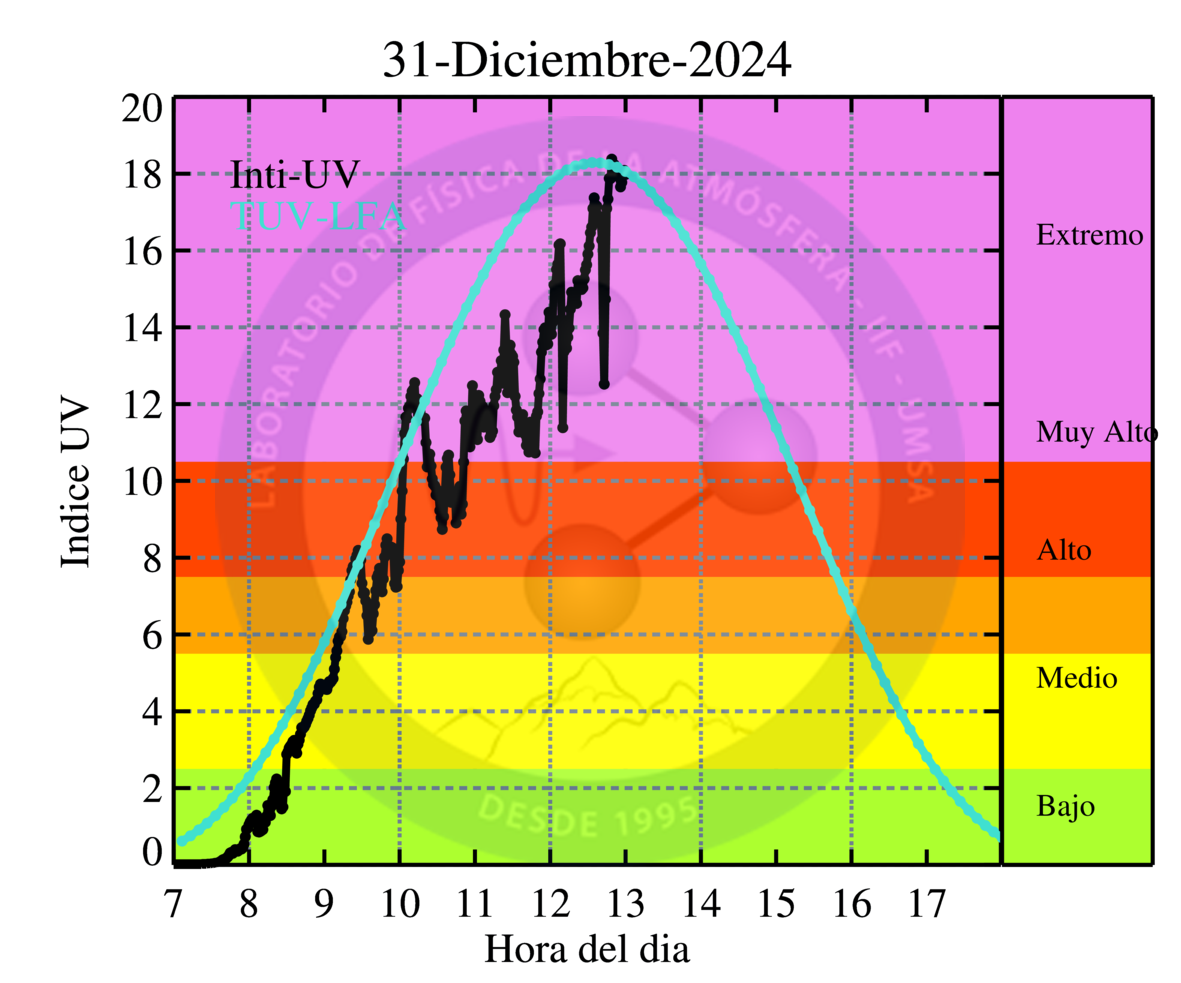 31-Diciembre-2024
Inti-UV
TUV-LFA
LABORATORIO DE FÍSICA DE LA ATMÓSFERA - IIF - UMSA
DESDE 1995
Indice UV
20
18
16
14
12
10
8
6
4
2
0
Extremo
Muy Alto
Alto
Medio
Bajo
7 8 9 10 11 12 13 14 15 16 17
Hora del dia